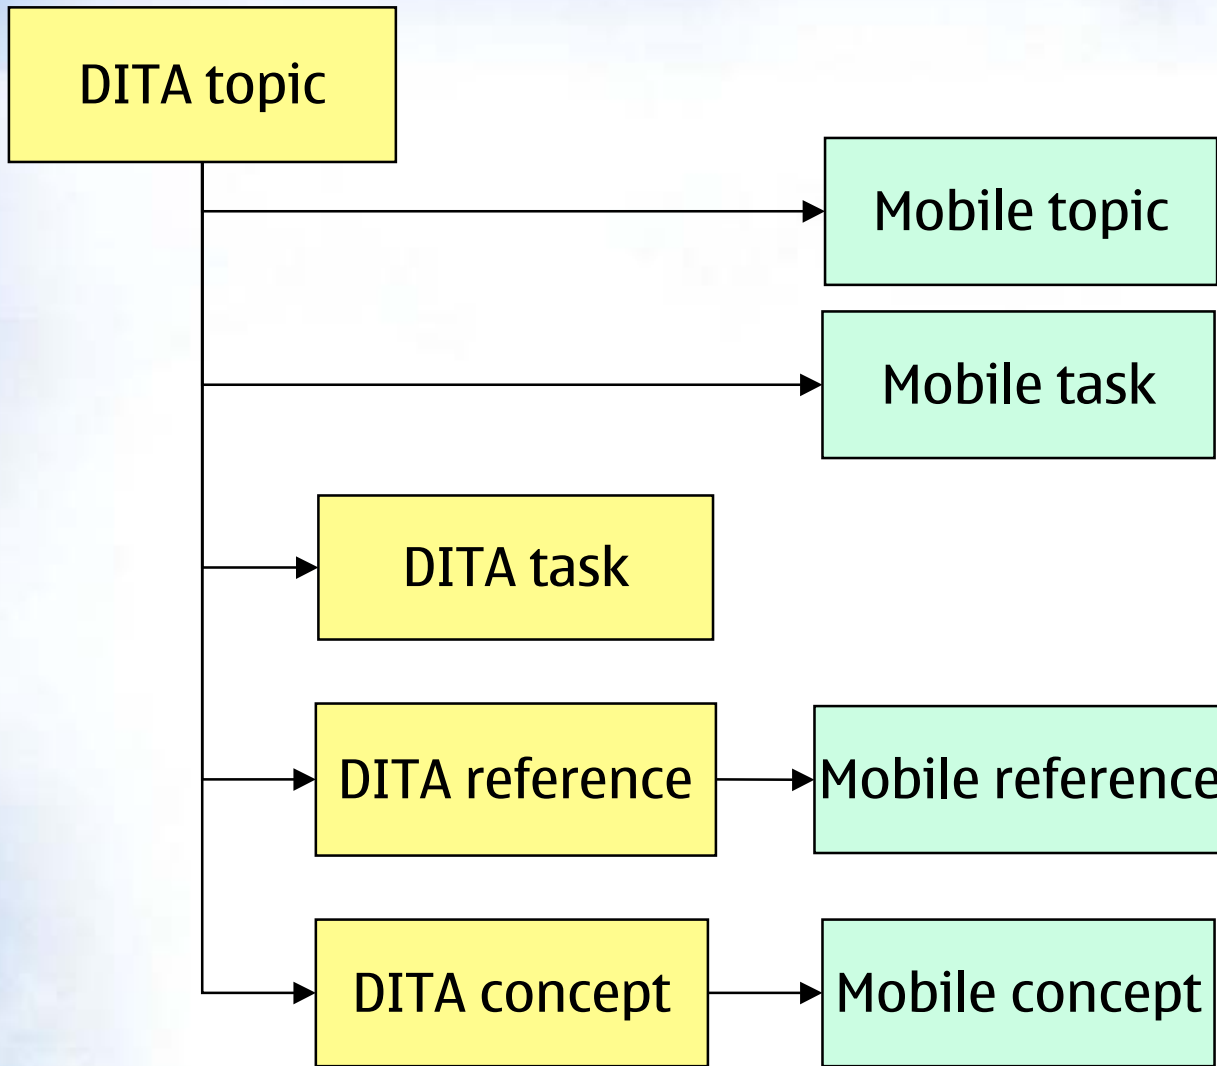 DITA topic
Mobile topic
Mobile task
DITA task
DITA reference
Mobile reference
DITA concept
Mobile concept